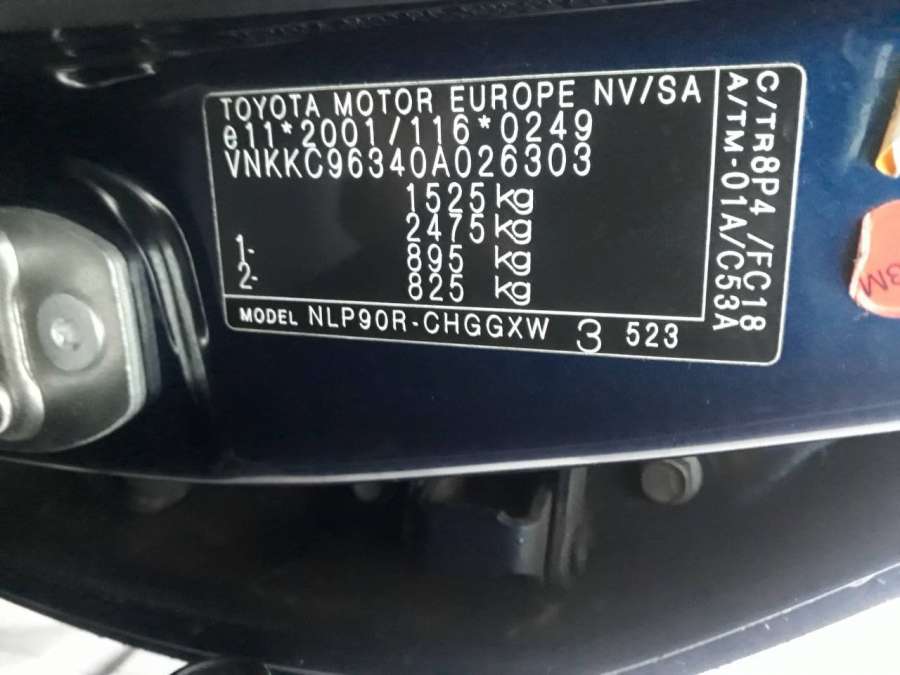 TOYOTA MOTOR EUROPE NV/SA
e11*2001/116*0249
VNKKC96340A026303
1525 kg
2475 kg
1- 895 kg
2- 825 kg
MODEL NLP90R-CHGGXW 3 523
C/TR8P4 /FC18
A/TM-01A/C53A